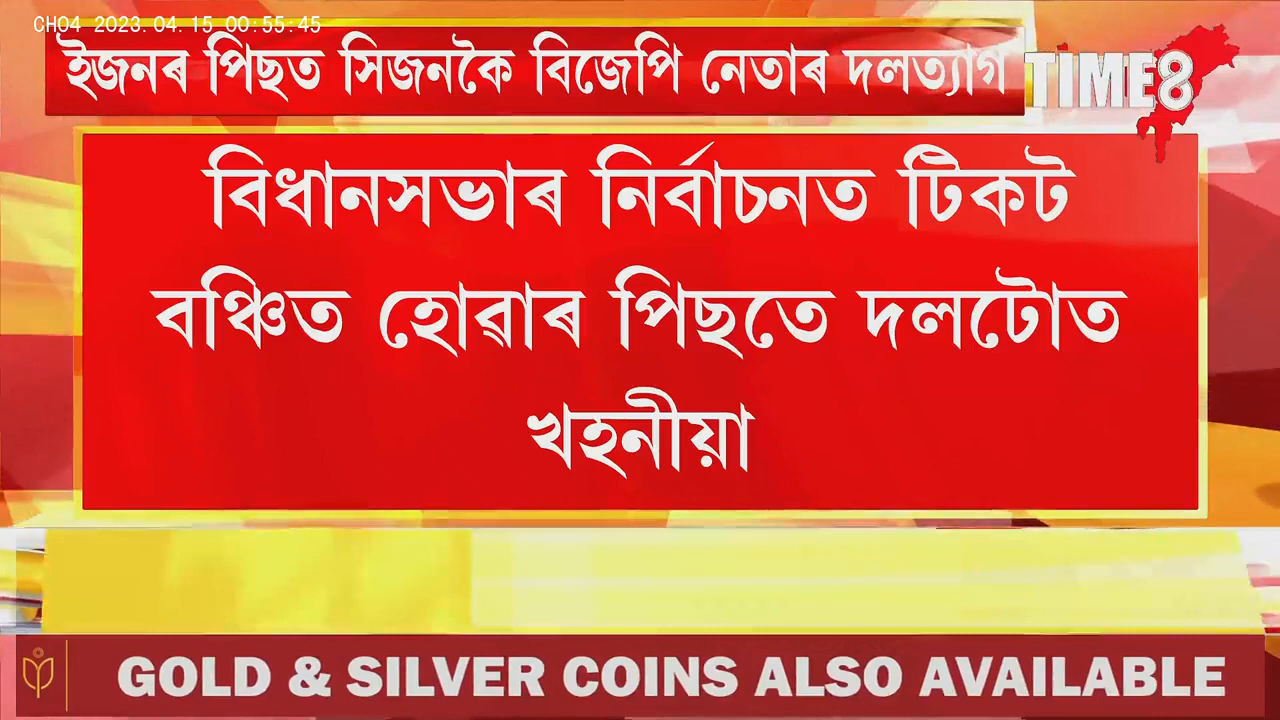 CH04 2023.04.15 00:55:45
ইজনৰ পিছত সিজনকৈ বিজেপি নেতাৰ দলত্যাগ
TIME8
বিধানসভাৰ নিৰ্বাচনত টিকট
বঞ্চিত হোৱাৰ পিছতে দলটোত
খহনীয়া
GOLD & SILVER COINS ALSO AVAILABLE